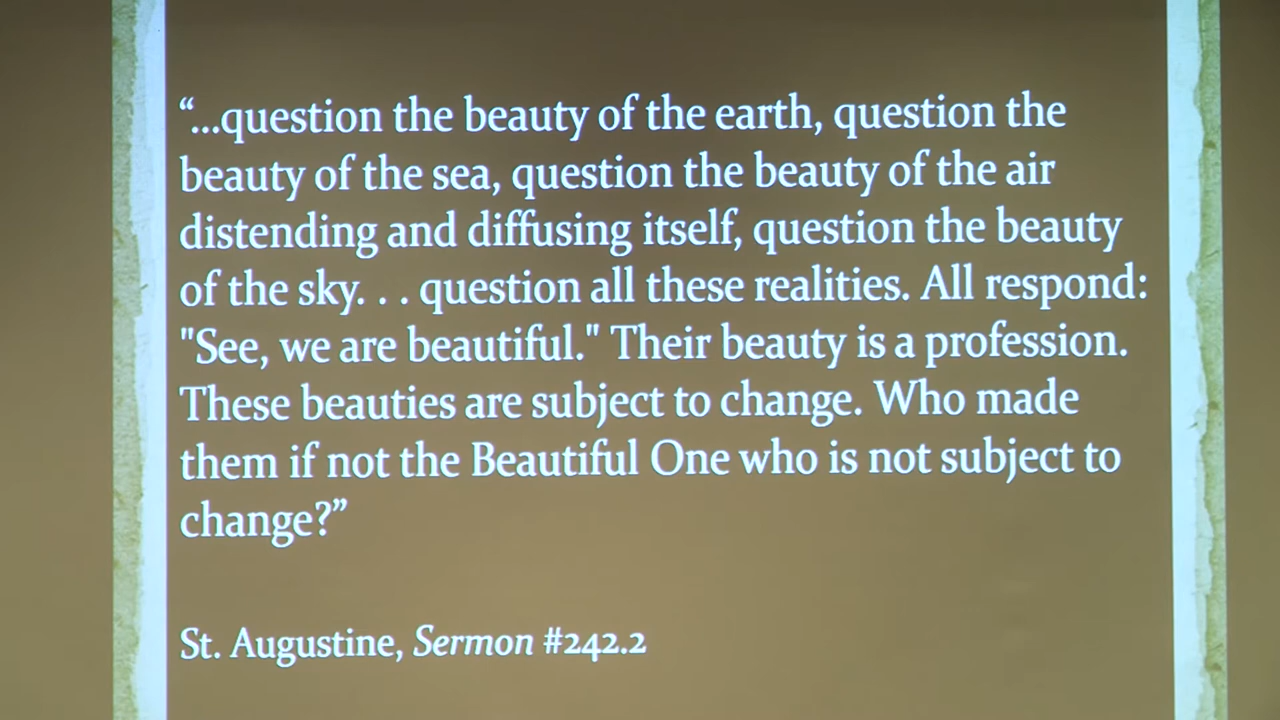 “...question the beauty of the earth, question the
beauty of the sea, question the beauty of the air
distending and diffusing itself, question the beauty
of the sky. . . question all these realities. All respond:
"See, we are beautiful." Their beauty is a profession.
These beauties are subject to change. Who made
them if not the Beautiful One who is not subject to
change?”
St. Augustine, Sermon #242.2